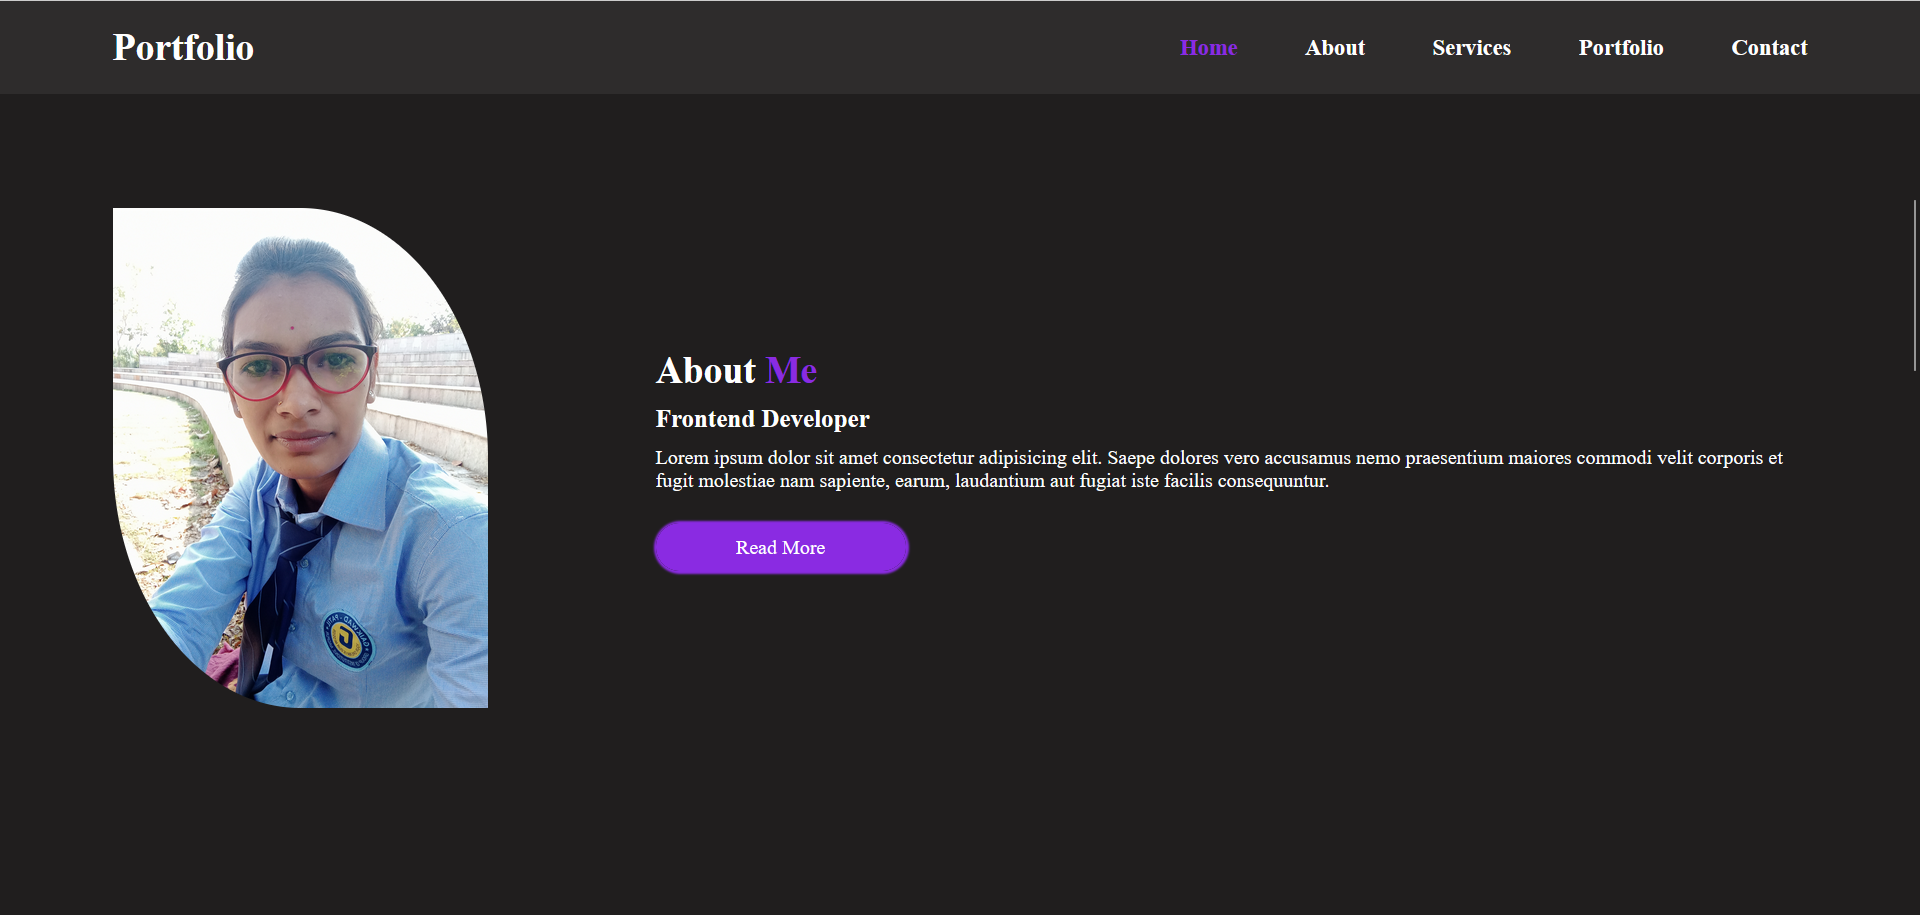 Portfolio
Home About Services Portfolio Contact
About Me
Frontend Developer
Lorem ipsum dolor sit amet consectetur adipisicing elit. Saepe dolores vero accusamus nemo praesentium maiores commodi velit corporis et
fugit molestiae nam sapiente, earum, laudantium aut fugiat iste facilis consequuntur.
Read More